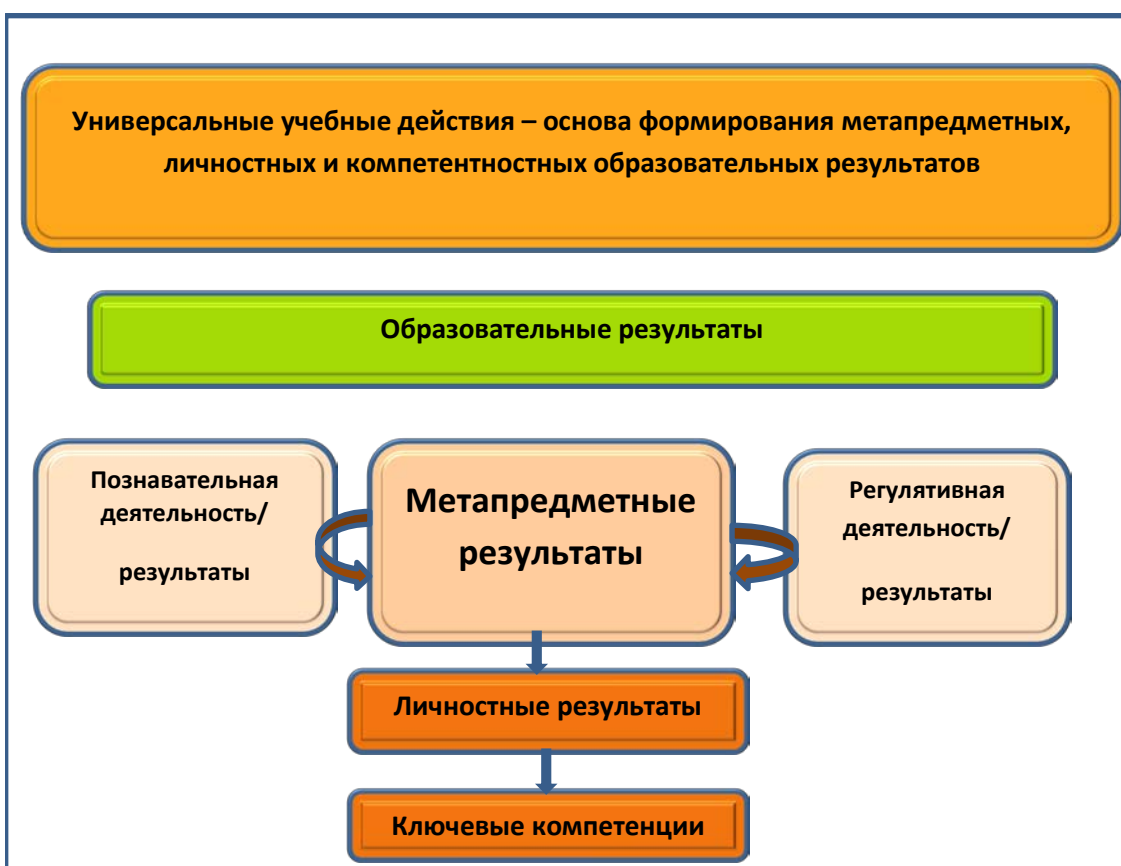 Универсальные учебные действия – основа формирования метапредметных,
личностных и компетентностных образовательных результатов
Образовательные результаты
Познавательная
деятельность/
результаты
Метапредметные
результаты
Регулятивная
деятельность/
результаты
Личностные результаты
Ключевые компетенции